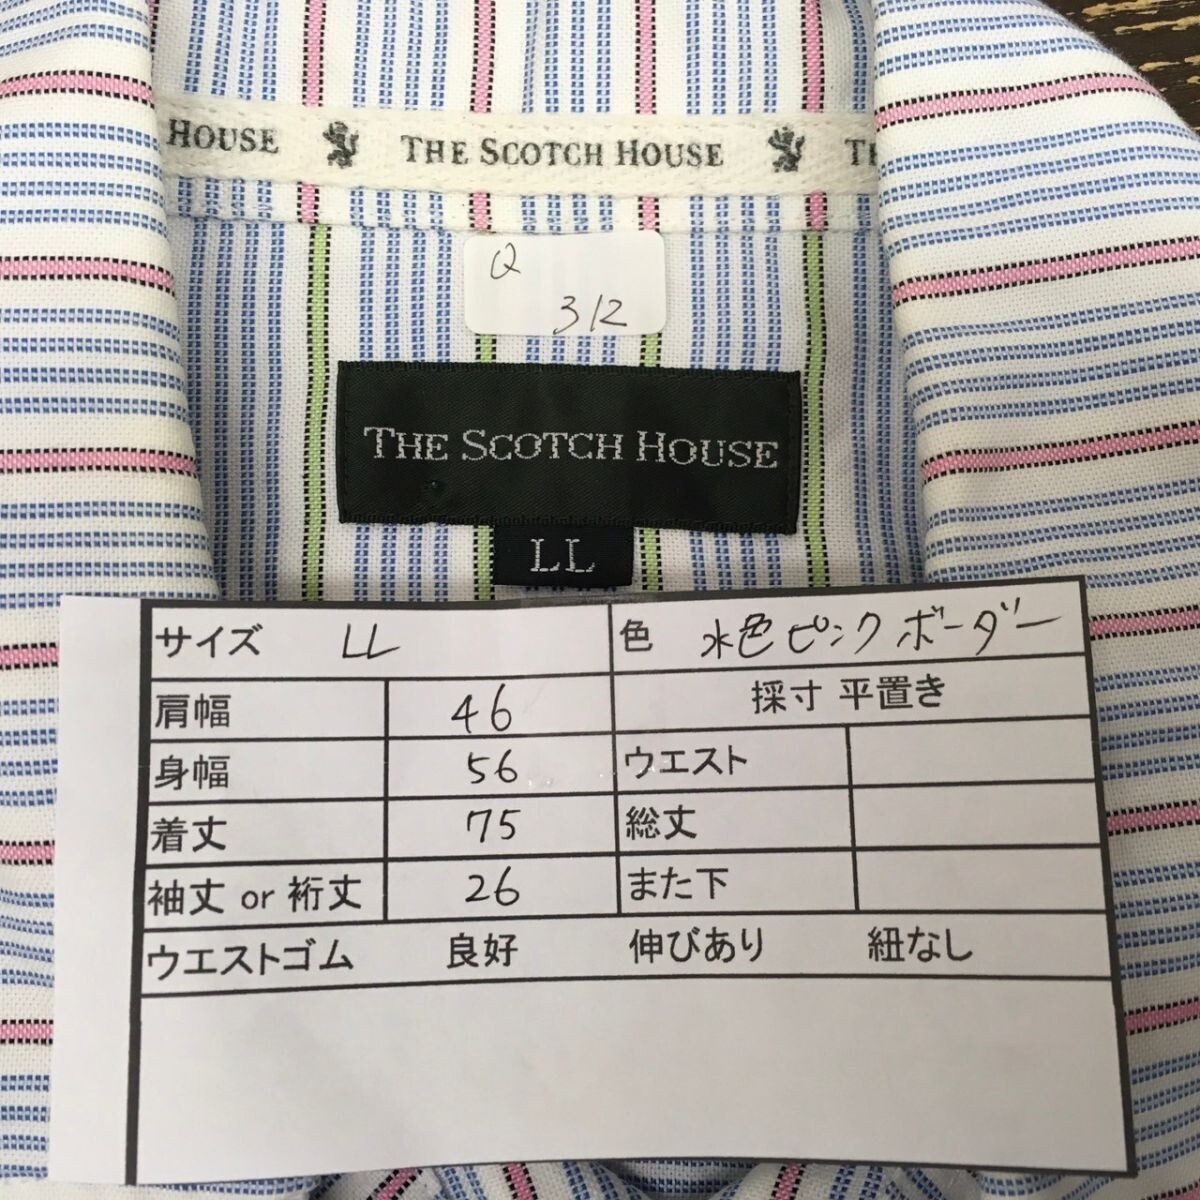 HOUSE THE SCOTCH HOUSE TH
Q
312
THE SCOTCH HOUSE
LL
サイズ LL 色 水色ピンクボーダー
肩幅 46 採寸 平置き
身幅 56 ウエスト
着丈 75 総丈
袖丈 or 裄丈 26 また下
ウエストゴム 良好 伸びあり 紐なし